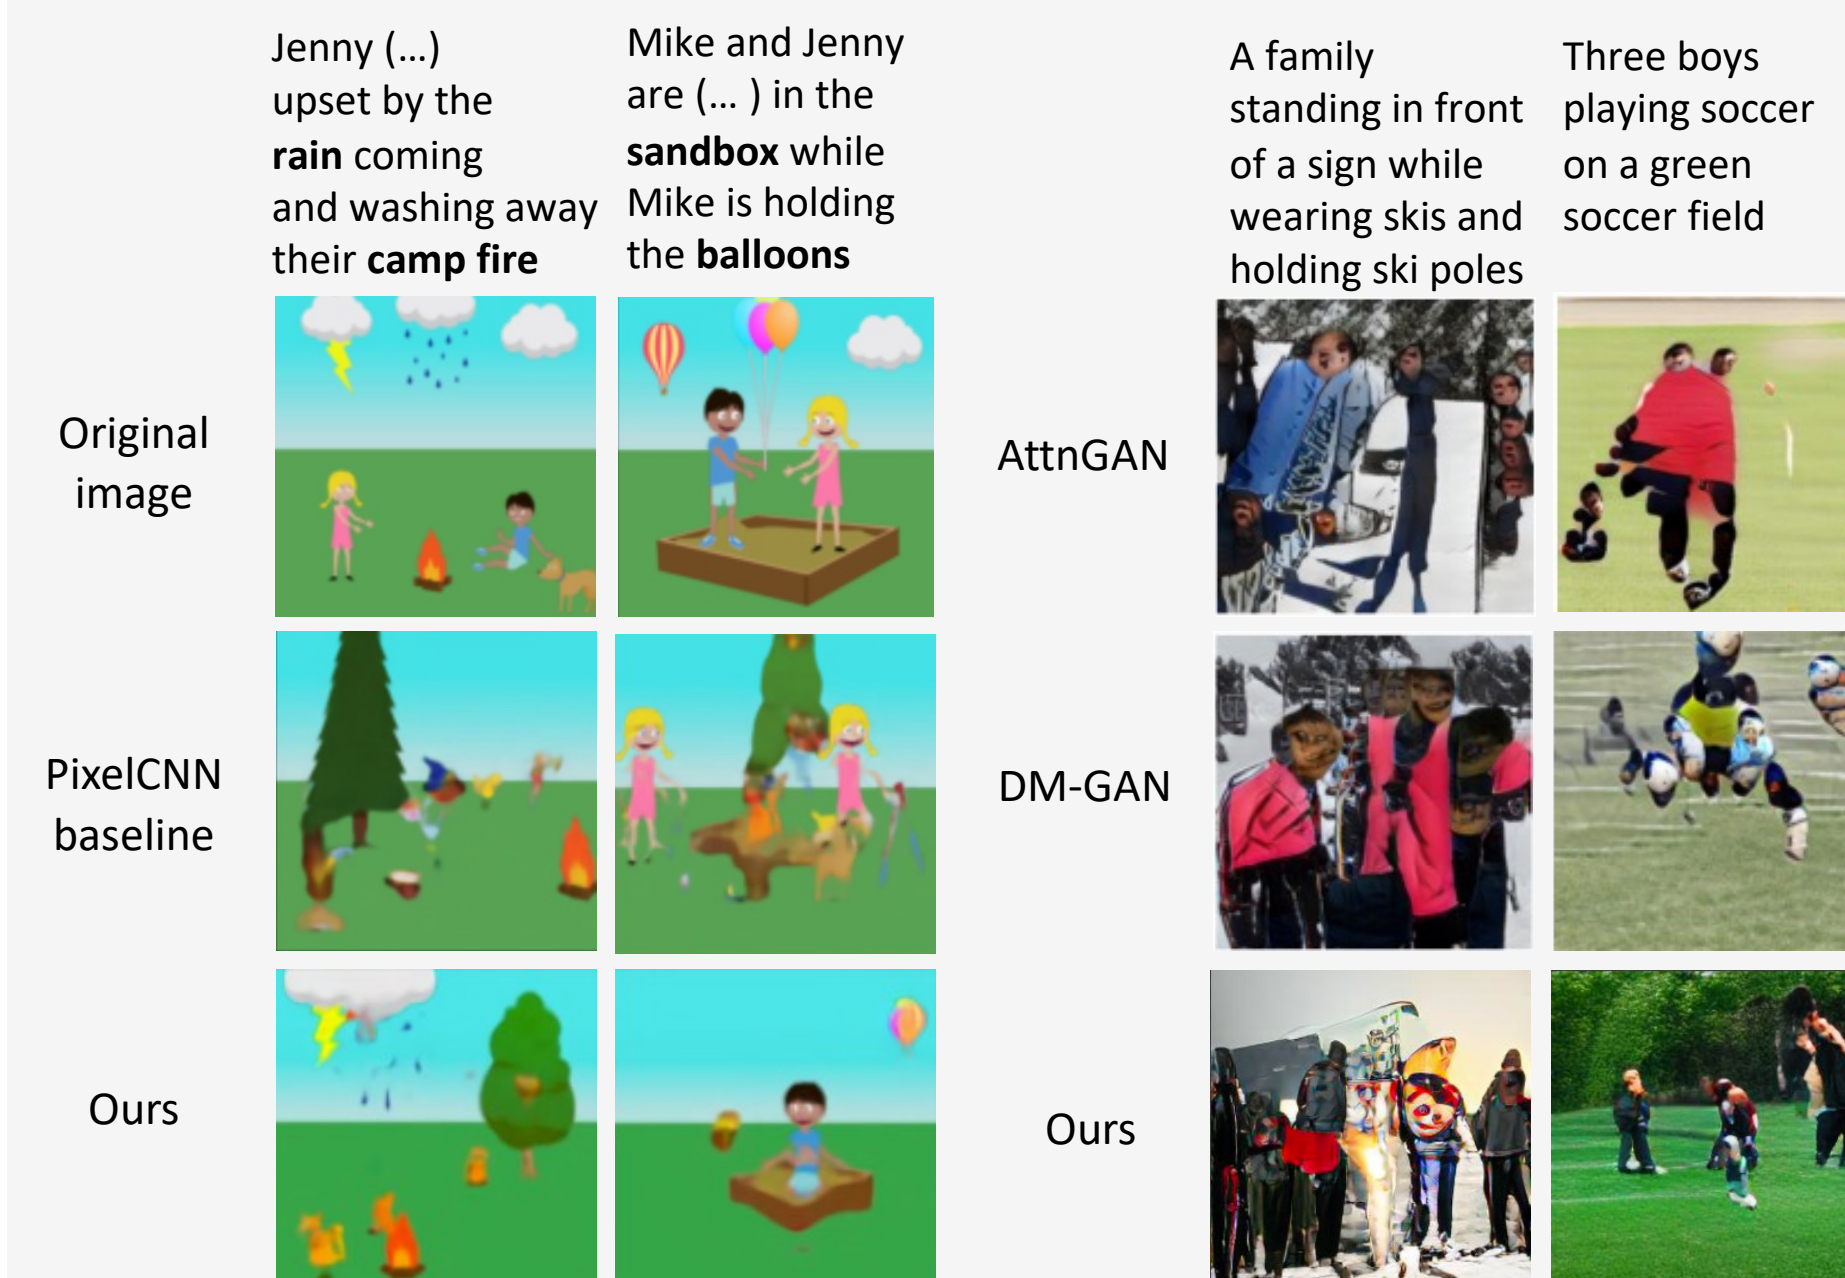 Jenny (...)
upset by the
rain coming
and washing away
their camp fire
Mike and Jenny
are (... ) in the
sandbox while
Mike is holding
the balloons
A family
standing in front
of a sign while
wearing skis and
holding ski poles
Three boys
playing soccer
on a green
soccer field
Original
image
AttnGAN
PixelCNN
baseline
DM-GAN
Ours
Ours